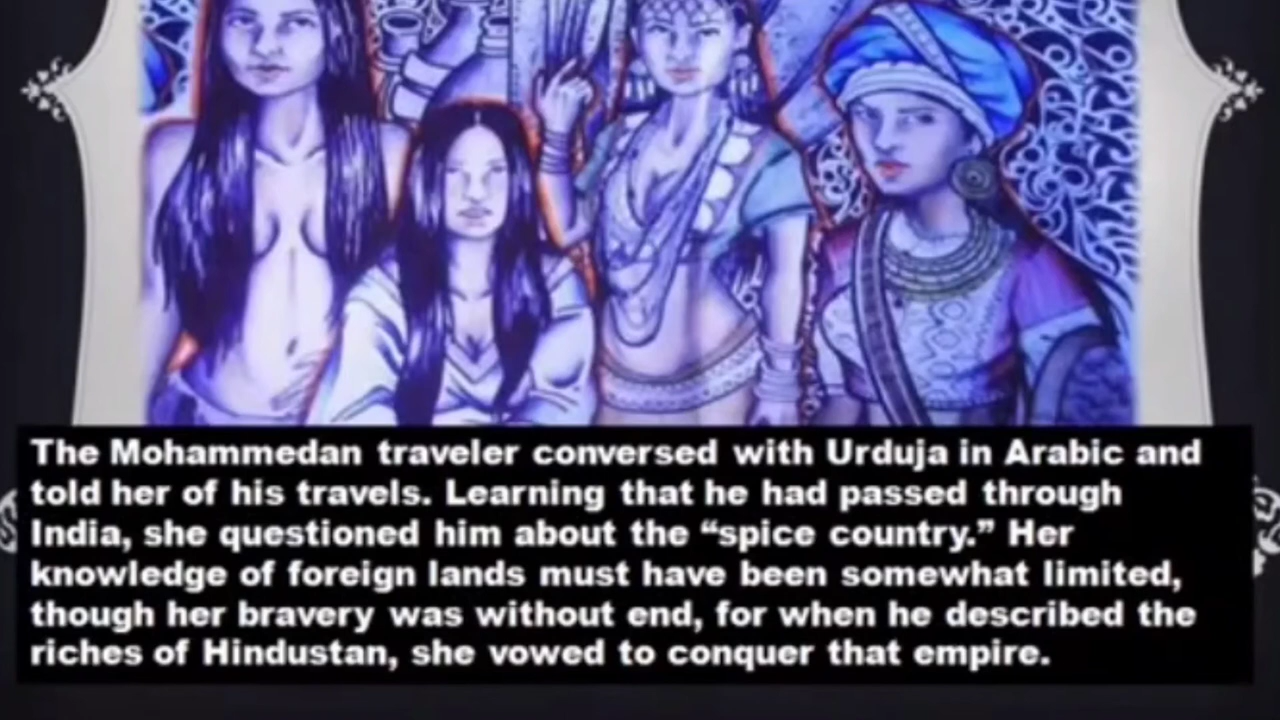 The Mohammedan traveler conversed with Urduja in Arabic and
told her of his travels. Learning that he had passed through
India, she questioned him about the “spice country.” Her
knowledge of foreign lands must have been somewhat limited,
though her bravery was without end, for when he described the
riches of Hindustan, she vowed to conquer that empire.